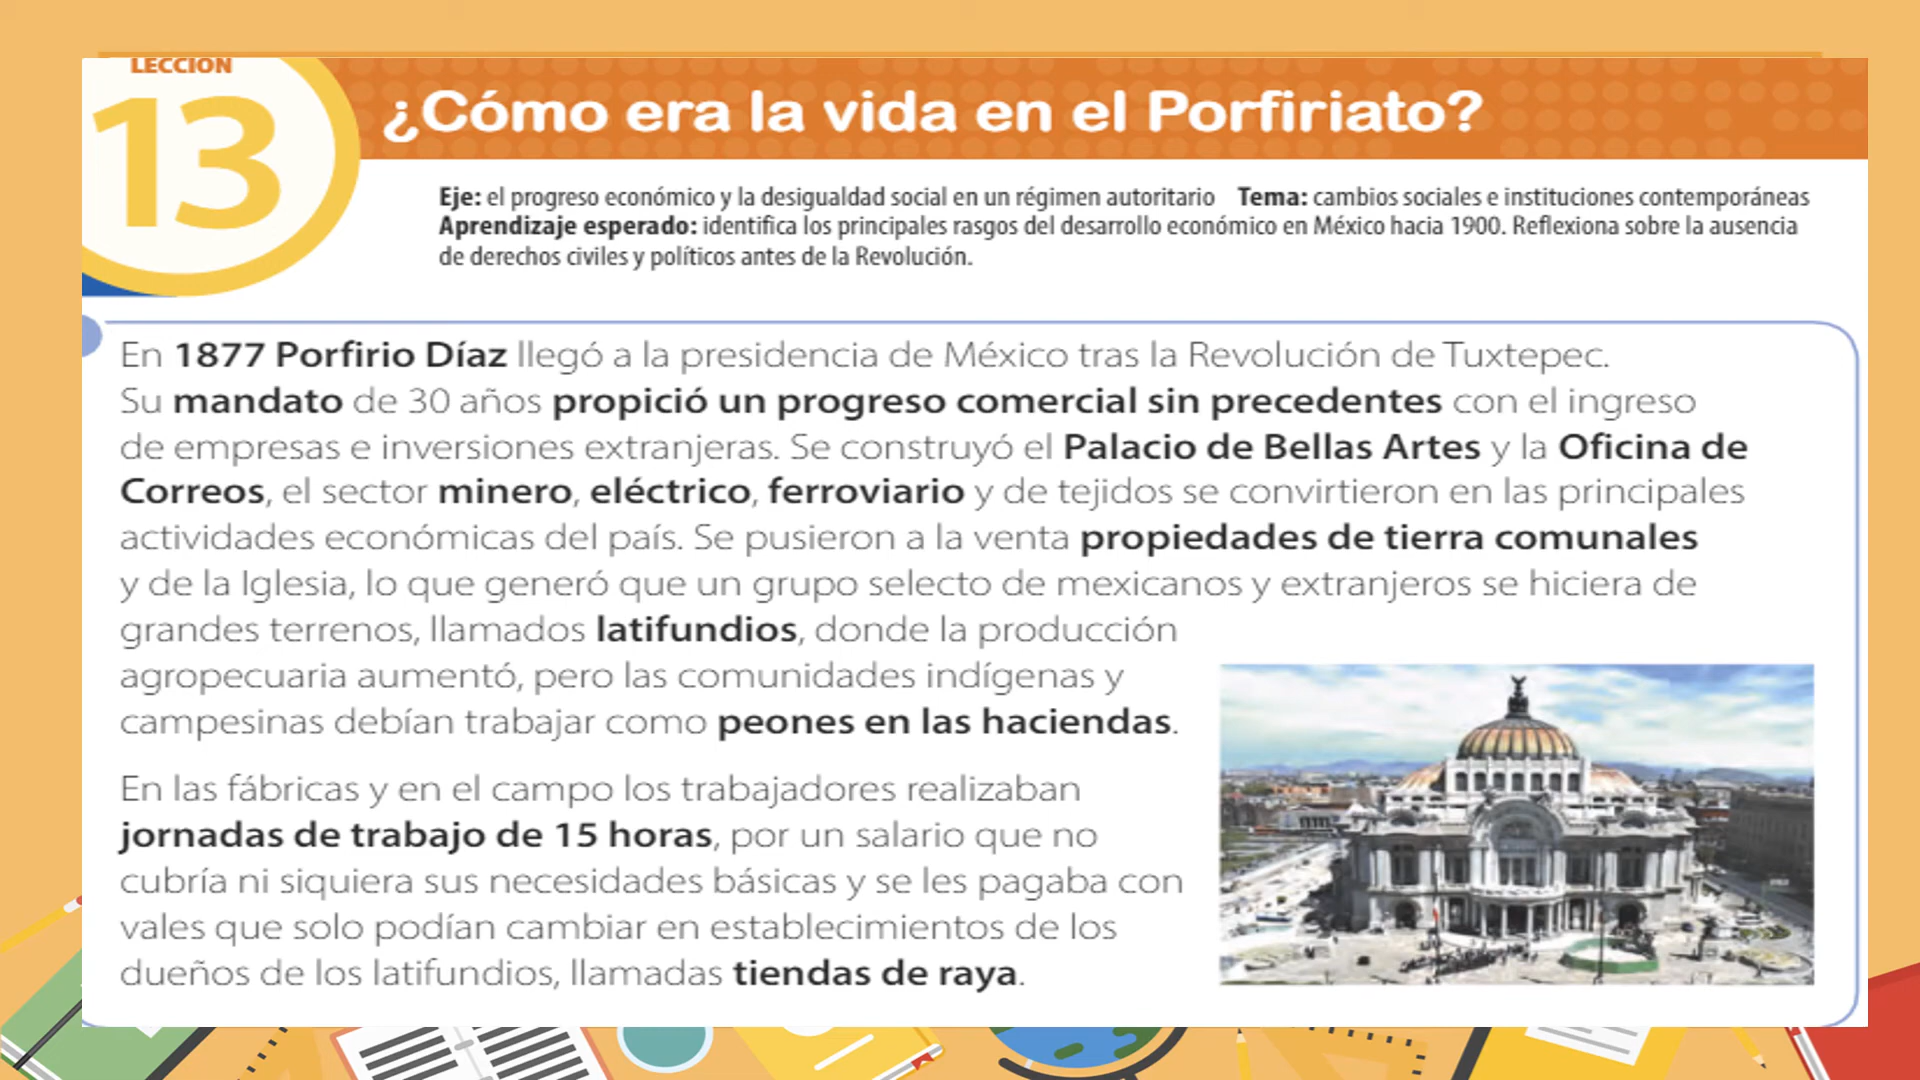 LECCIÓN
13
¿Cómo era la vida en el Porfiriato?
Eje: el progreso económico y la desigualdad social en un régimen autoritario Tema: cambios sociales e instituciones contemporáneas
Aprendizaje esperado: identifica los principales rasgos del desarrollo económico en México hacia 1900. Reflexiona sobre la ausencia
de derechos civiles y políticos antes de la Revolución.
En 1877 Porfirio Díaz llegó a la presidencia de México tras la Revolución de Tuxtepec.
Su mandato de 30 años propició un progreso comercial sin precedentes con el ingreso
de empresas e inversiones extranjeras. Se construyó el Palacio de Bellas Artes y la Oficina de
Correos, el sector minero, eléctrico, ferroviario y de tejidos se convirtieron en las principales
actividades económicas del país. Se pusieron a la venta propiedades de tierra comunales
y de la Iglesia, lo que generó que un grupo selecto de mexicanos y extranjeros se hiciera de
grandes terrenos, llamados latifundios, donde la producción
agropecuaria aumentó, pero las comunidades indígenas y
campesinas debían trabajar como peones en las haciendas.
En las fábricas y en el campo los trabajadores realizaban
jornadas de trabajo de 15 horas, por un salario que no
cubría ni siquiera sus necesidades básicas y se les pagaba con
vales que solo podían cambiar en establecimientos de los
dueños de los latifundios, llamadas tiendas de raya.